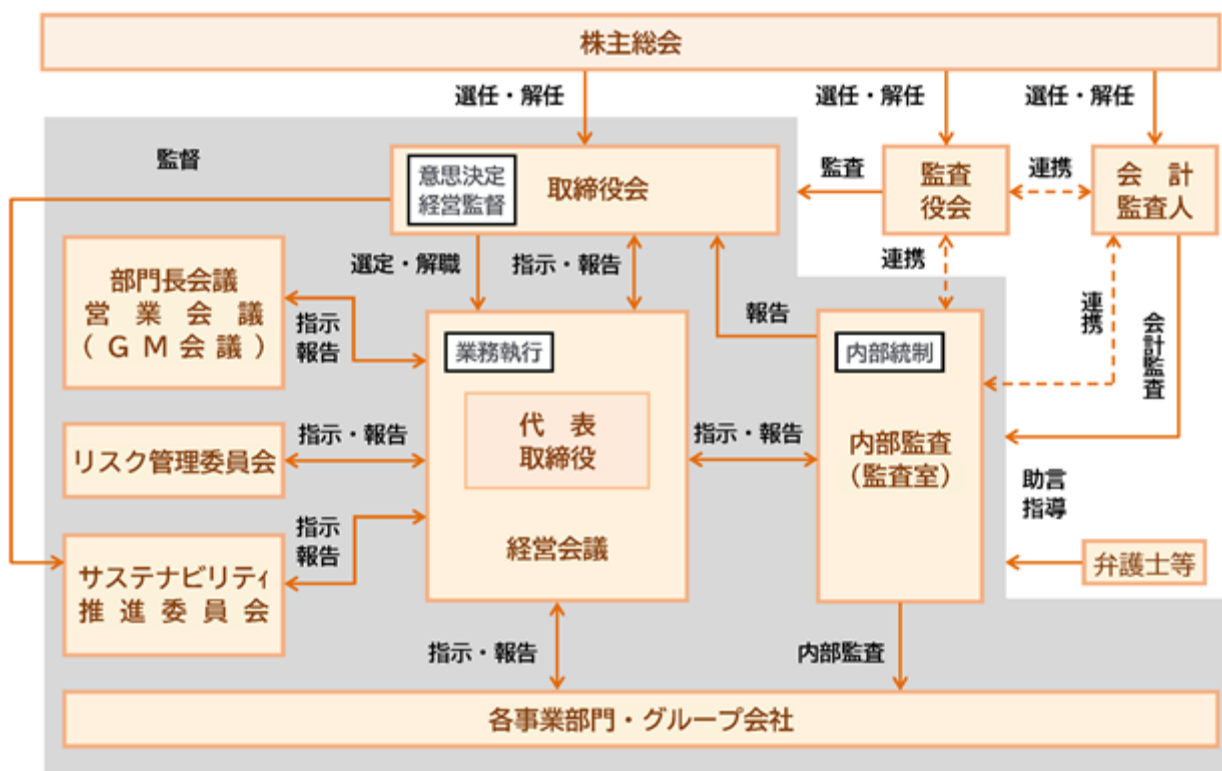 株主総会
選任・解任
選任・解任
選任・解任
監督
意思決定
経営監督
取締役会
監査
監査
役会
連携
会 計
監査人
選定・解職
指示・報告
連携
部門長会議
営 業 会 議
( G M 会 議 )
指示
報告
報告
連携
会計監査
業務執行
内部統制
代 表
取締役
経営会議
指示・報告
リスク管理委員会
指示・報告
内部監査
(監査室)
助言
指導
弁護士等
指示
報告
サステナビリティ
推 進 委 員 会
指示・報告
内部監査
各事業部門・グループ会社